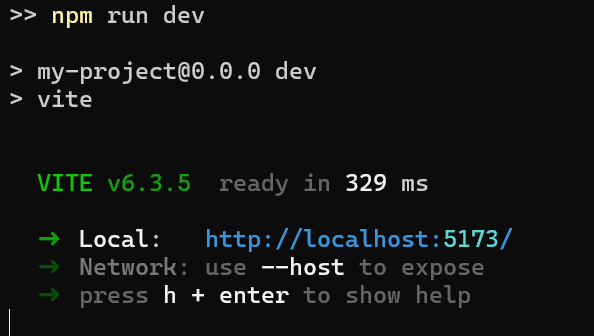 >> npm run dev
> my-project@0.0.0 dev
> vite
VITE v6.3.5 ready in 329 ms
➜ Local: http://localhost:5173/
➜ Network: use --host to expose
➜ press h + enter to show help